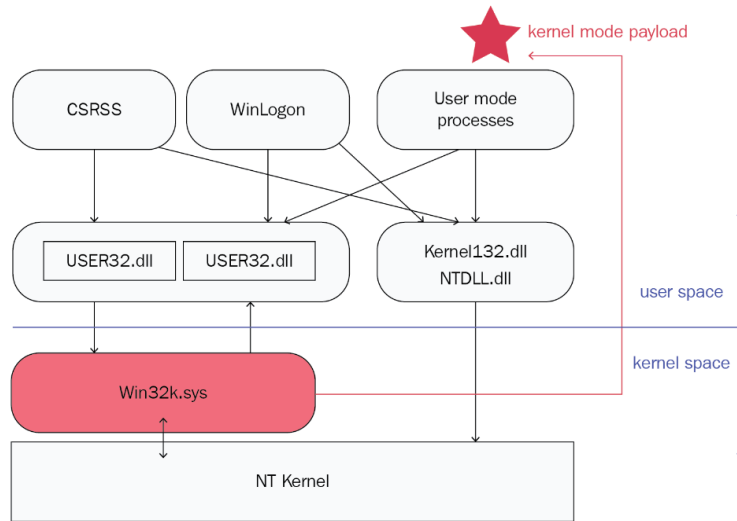 kernel mode payload
CSRSS
WinLogon
User mode
processes
USER32.dll
USER32.dll
Kernel132.dll
NTDLL.dll
user space
kernel space
Win32k.sys
NT Kernel